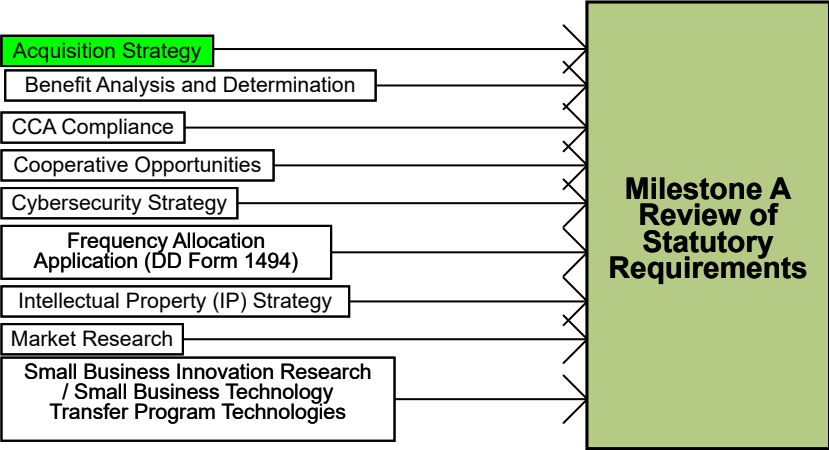 Acquisition Strategy
Benefit Analysis and Determination
CCA Compliance
Cooperative Opportunities
Cybersecurity Strategy
Frequency Allocation
Application (DD Form 1494)
Intellectual Property (IP) Strategy
Market Research
Small Business Innovation Research
/ Small Business Technology
Transfer Program Technologies
Milestone A
Review of
Statutory
Requirements